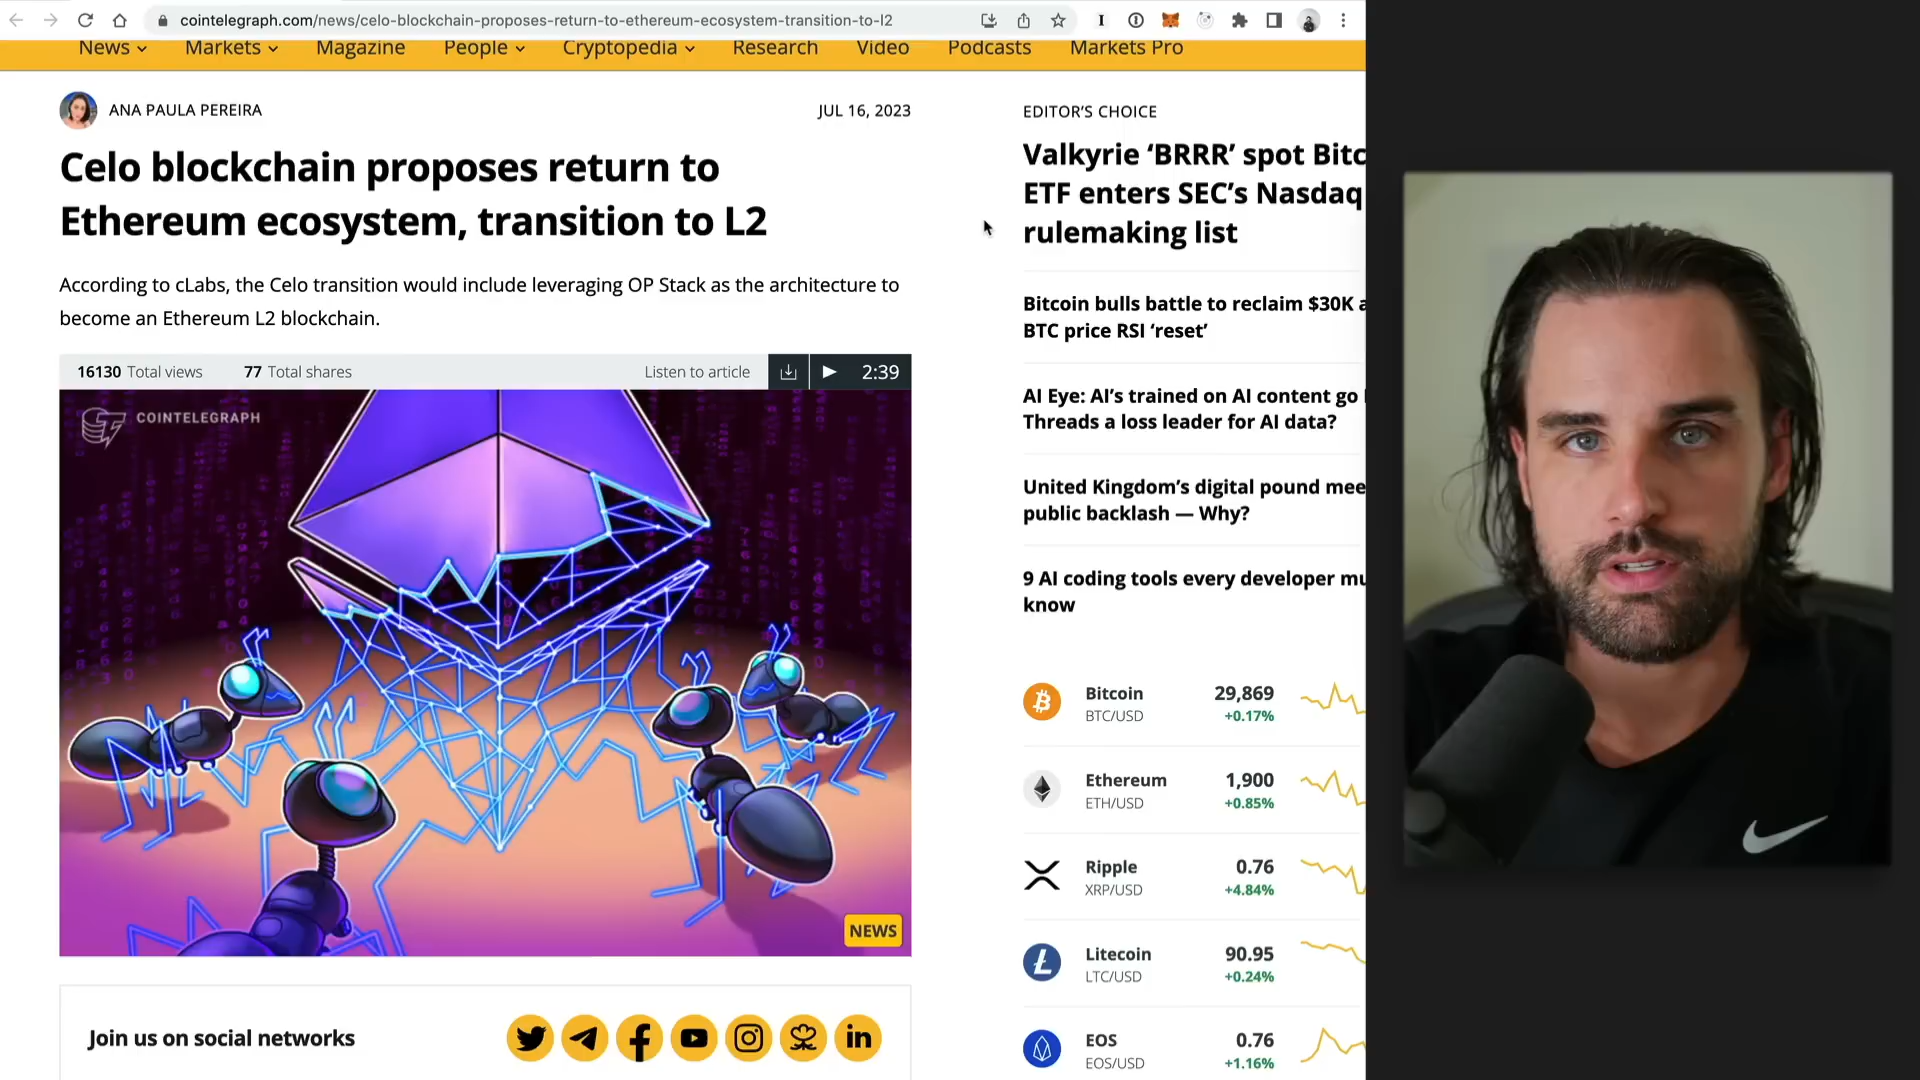 cointelegraph.com/news/celo-blockchain-proposes-return-to-ethereum-ecosystem-transition-to-l2
News
Markets
Magazine
People
Cryptopedia
Research
Video
Podcasts
Markets Pro
ANA PAULA PEREIRA
JUL 16, 2023
Celo blockchain proposes return to
Ethereum ecosystem, transition to L2
According to cLabs, the Celo transition would include leveraging OP Stack as the architecture to
become an Ethereum L2 blockchain.
16130 Total views
77 Total shares
Listen to article
2:39
COINTELEGRAPH
NEWS
Join us on social networks
EDITOR’S CHOICE
Valkyrie ‘BRRR’ spot Bitc
ETF enters SEC’s Nasdaq
rulemaking list
Bitcoin bulls battle to reclaim $30K a
BTC price RSI ‘reset’
AI Eye: AI’s trained on AI content go
Threads a loss leader for AI data?
United Kingdom’s digital pound mee
public backlash — Why?
9 AI coding tools every developer mu
know
Bitcoin 29,869
BTC/USD +0.17%
Ethereum 1,900
ETH/USD +0.85%
Ripple 0.76
XRP/USD +4.84%
Litecoin 90.95
LTC/USD +0.24%
EOS 0.76
EOS/USD +1.16%